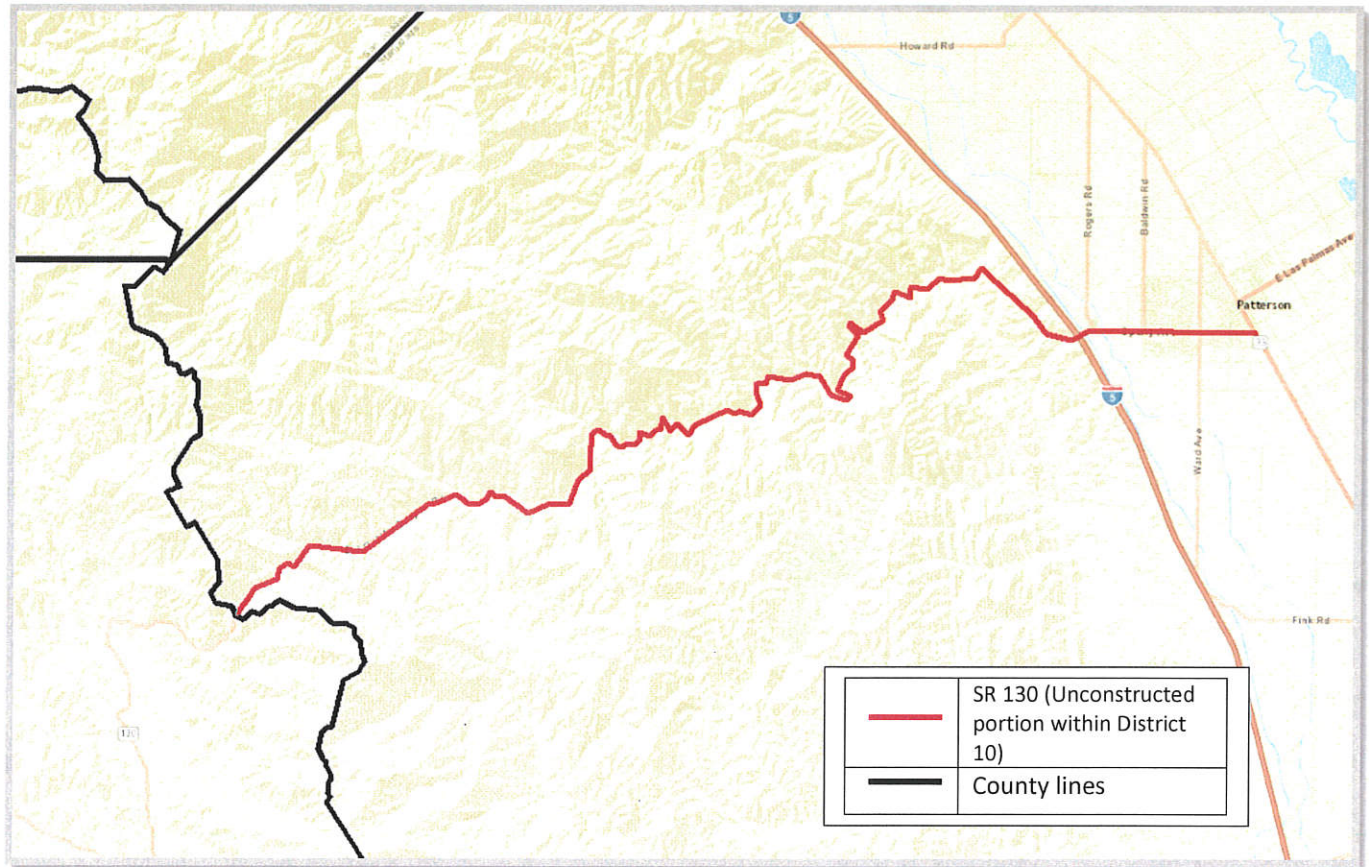 5
Howard Rd
Rogers Rd
Baldwin Rd
E Las Palmas Ave
Patterson
33
5
Ward Ave
Fink Rd
130
SR 130 (Unconstructed
portion within District
10)
County lines